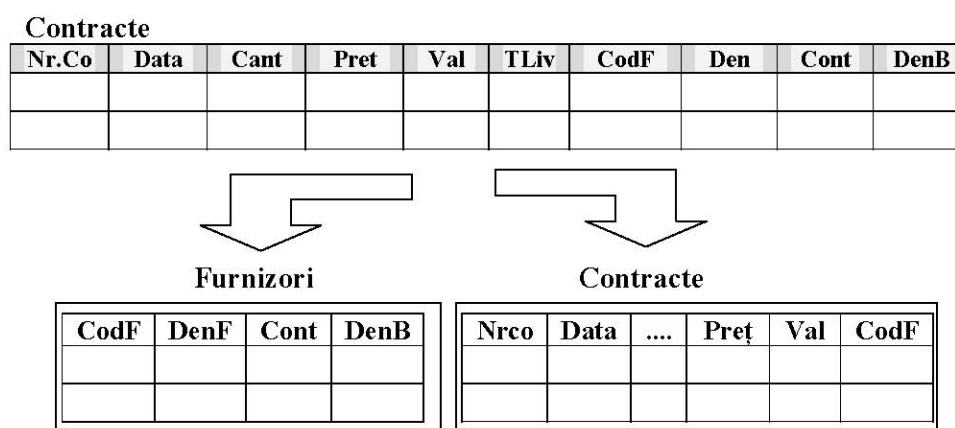 Contracte
Nr.Co Data Cant Pret Val TLiv CodF Den Cont DenB
Furnizori Contracte
CodF DenF Cont DenB Nrco Data .... Preț Val CodF